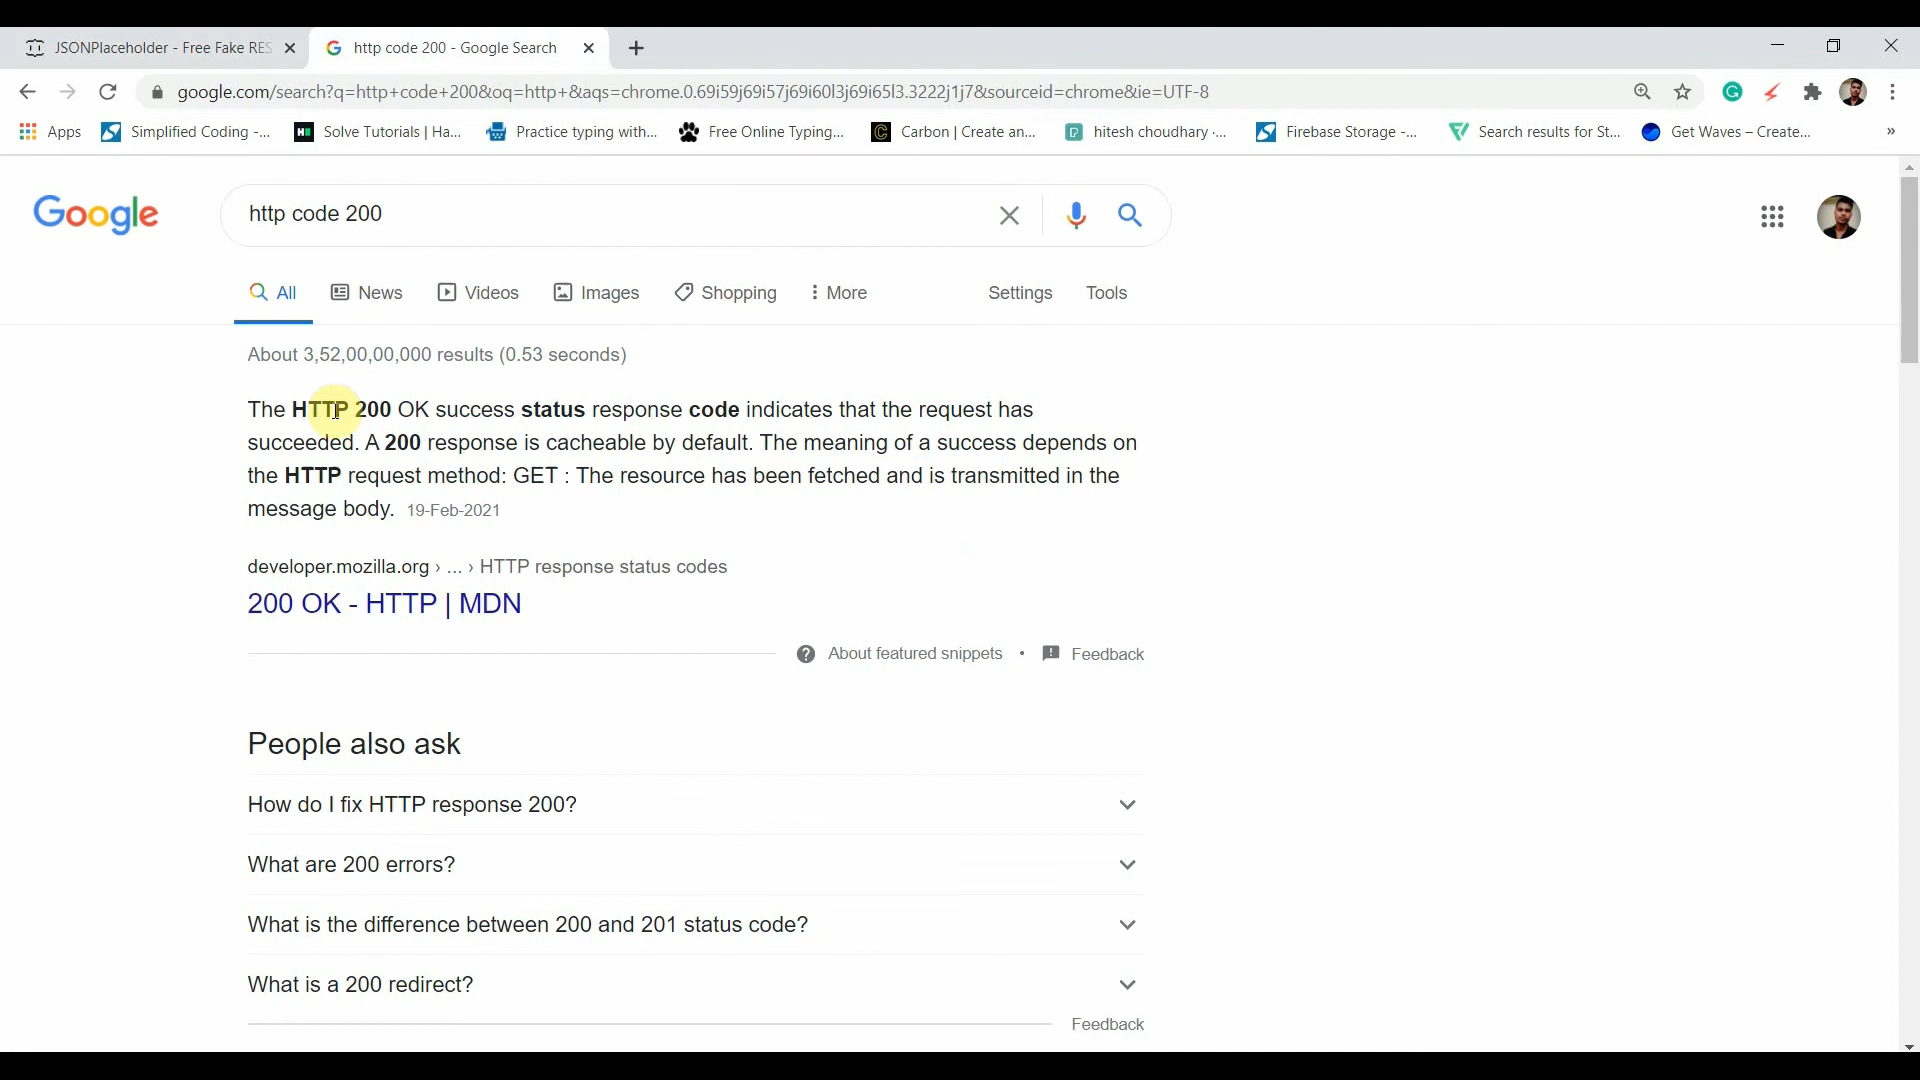 JSONPlaceholder - Free Fake RES
http code 200 - Google Search
google.com/search?q=http+code+200&oq=http+&aqs=chrome.0.69i59j69i57j69i60l3j69i65l3.3222j1j7&sourceid=chrome&ie=UTF-8
Apps
Simplified Coding -...
Solve Tutorials | Ha...
Practice typing with...
Free Online Typing...
Carbon | Create an...
hitesh choudhary ·...
Firebase Storage -...
Search results for St...
Get Waves – Create...
»
Google
http code 200
All
News
Videos
Images
Shopping
More
Settings
Tools
About 3,52,00,00,000 results (0.53 seconds)
The HTTP 200 OK success status response code indicates that the request has
succeeded. A 200 response is cacheable by default. The meaning of a success depends on
the HTTP request method: GET : The resource has been fetched and is transmitted in the
message body. 19-Feb-2021
developer.mozilla.org › ... › HTTP response status codes
200 OK - HTTP | MDN
About featured snippets • Feedback
People also ask
How do I fix HTTP response 200?
What are 200 errors?
What is the difference between 200 and 201 status code?
What is a 200 redirect?
Feedback